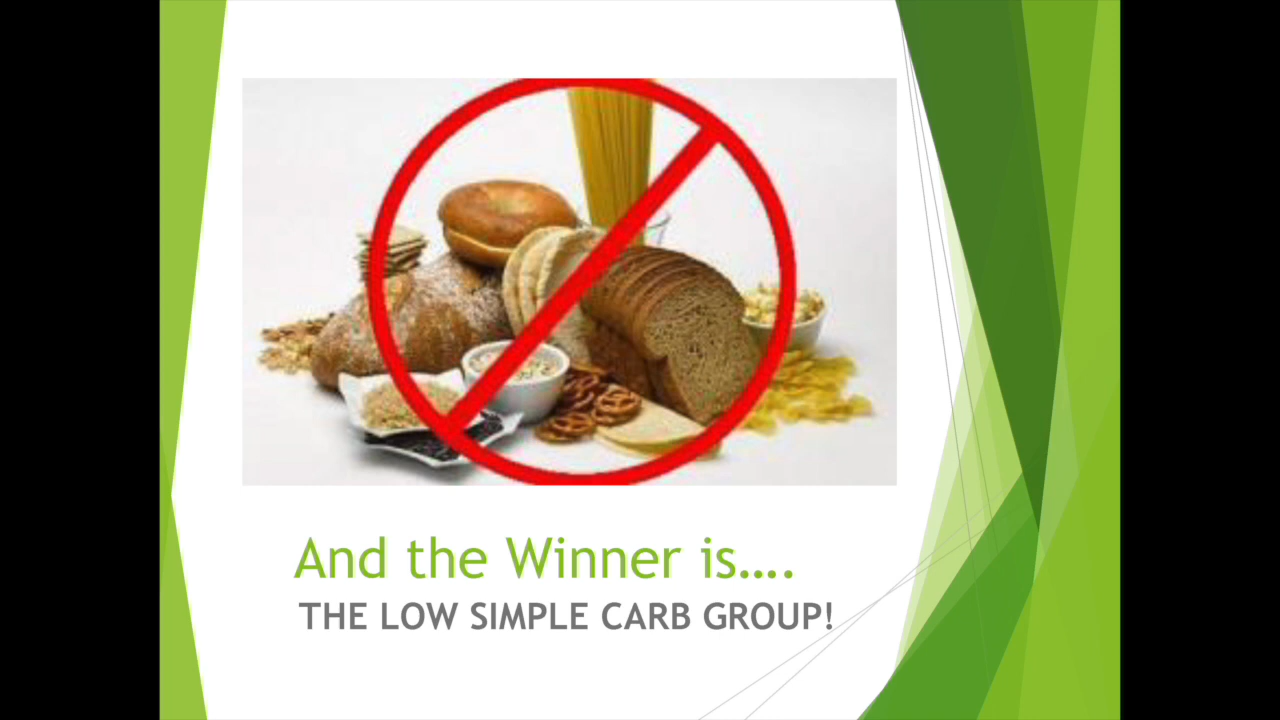 And the Winner is….
THE LOW SIMPLE CARB GROUP!